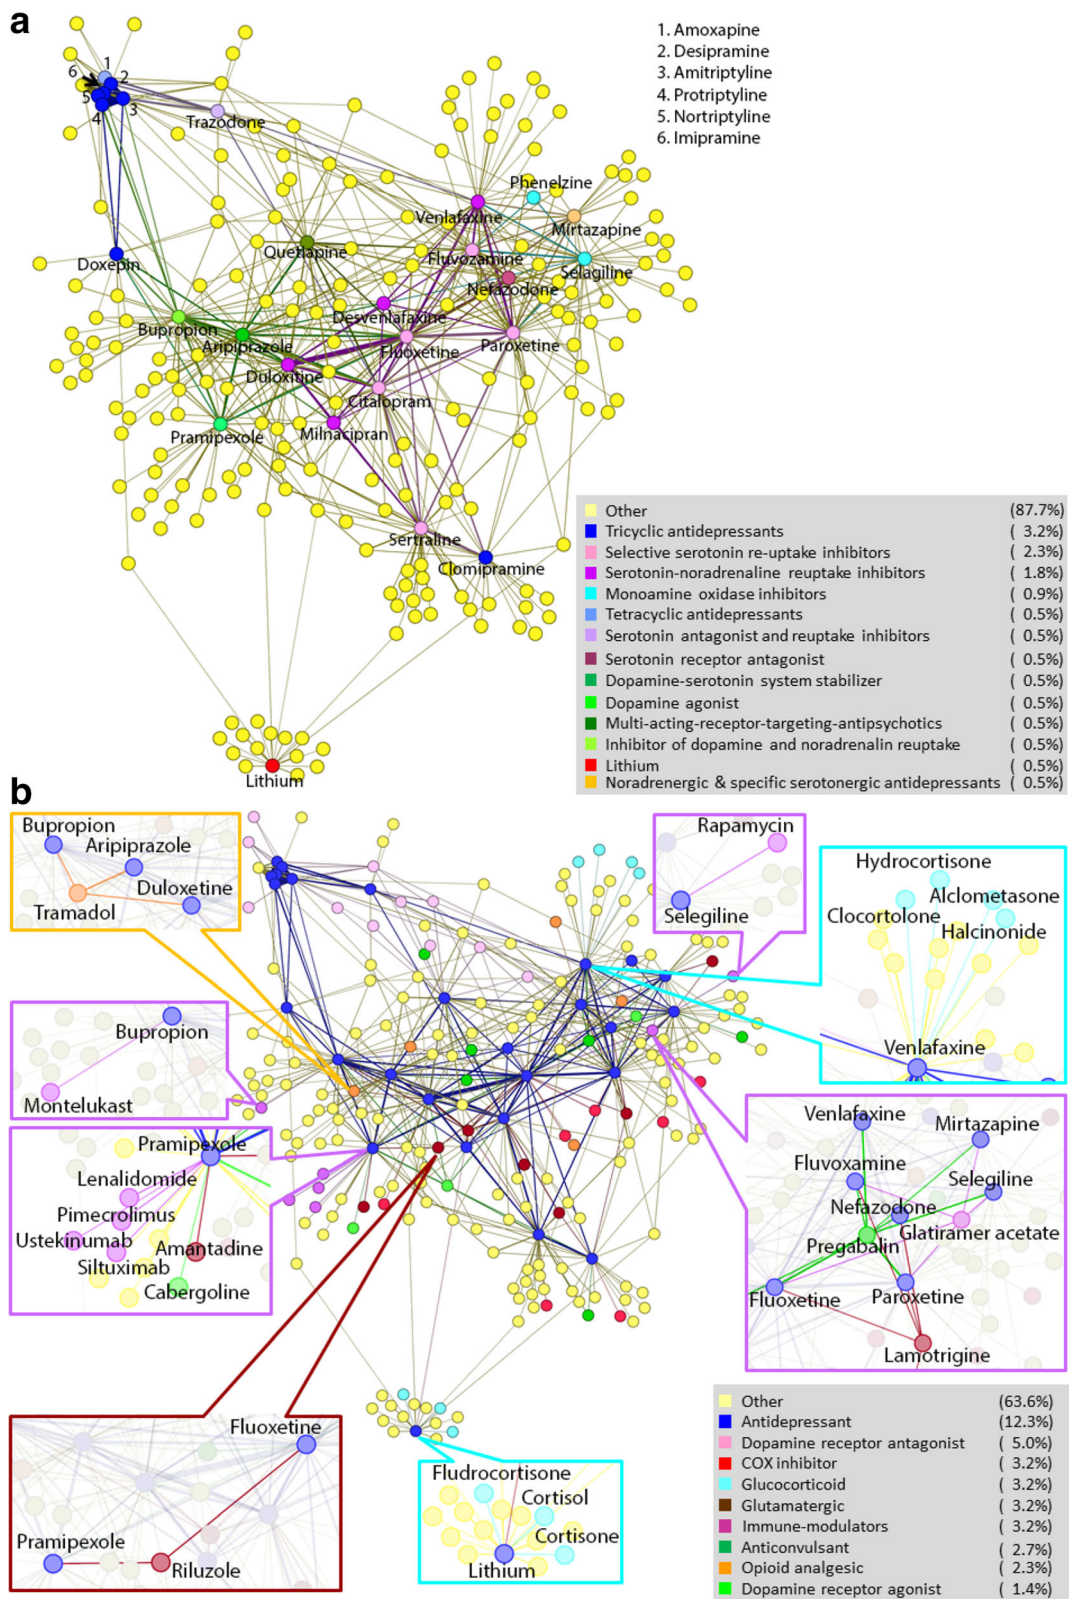 a
1. Amoxapine
2. Desipramine
3. Amitriptyline
4. Protriptyline
5. Nortriptyline
6. Imipramine
1
6
2
5
3
4
Trazodone
Phenelzine
Venlafaxine
Mirtazapine
Quetiapine
Fluvozamine
Selagiline
Doxepin
Nefazodone
Desvenlafaxine
Bupropion
Aripiprazole
Fluoxetine
Paroxetine
Duloxitine
Citalopram
Pramipexole
Milnacipran
Sertraline
Clomipramine
Lithium
Other (87.7%)
Tricyclic antidepressants ( 3.2%)
Selective serotonin re-uptake inhibitors ( 2.3%)
Serotonin-noradrenaline reuptake inhibitors ( 1.8%)
Monoamine oxidase inhibitors ( 0.9%)
Tetracyclic antidepressants ( 0.5%)
Serotonin antagonist and reuptake inhibitors ( 0.5%)
Serotonin receptor antagonist ( 0.5%)
Dopamine-serotonin system stabilizer ( 0.5%)
Dopamine agonist ( 0.5%)
Multi-acting-receptor-targeting-antipsychotics ( 0.5%)
Inhibitor of dopamine and noradrenalin reuptake ( 0.5%)
Lithium ( 0.5%)
Noradrenergic & specific serotonergic antidepressants ( 0.5%)
b
Bupropion
Aripiprazole
Duloxetine
Tramadol
Rapamycin
Selegiline
Hydrocortisone
Alclometasone
Clocortolone
Halcinonide
Venlafaxine
Bupropion
Montelukast
Pramipexole
Lenalidomide
Pimecrolimus
Ustekinumab
Amantadine
Siltuximab
Cabergoline
Venlafaxine
Mirtazapine
Fluvoxamine
Selegiline
Nefazodone
Glatiramer acetate
Pregabalin
Fluoxetine
Paroxetine
Lamotrigine
Fluoxetine
Pramipexole
Riluzole
Fludrocortisone
Cortisol
Cortisone
Lithium
Other (63.6%)
Antidepressant (12.3%)
Dopamine receptor antagonist ( 5.0%)
COX inhibitor ( 3.2%)
Glucocorticoid ( 3.2%)
Glutamatergic ( 3.2%)
Immune-modulators ( 3.2%)
Anticonvulsant ( 2.7%)
Opioid analgesic ( 2.3%)
Dopamine receptor agonist ( 1.4%)